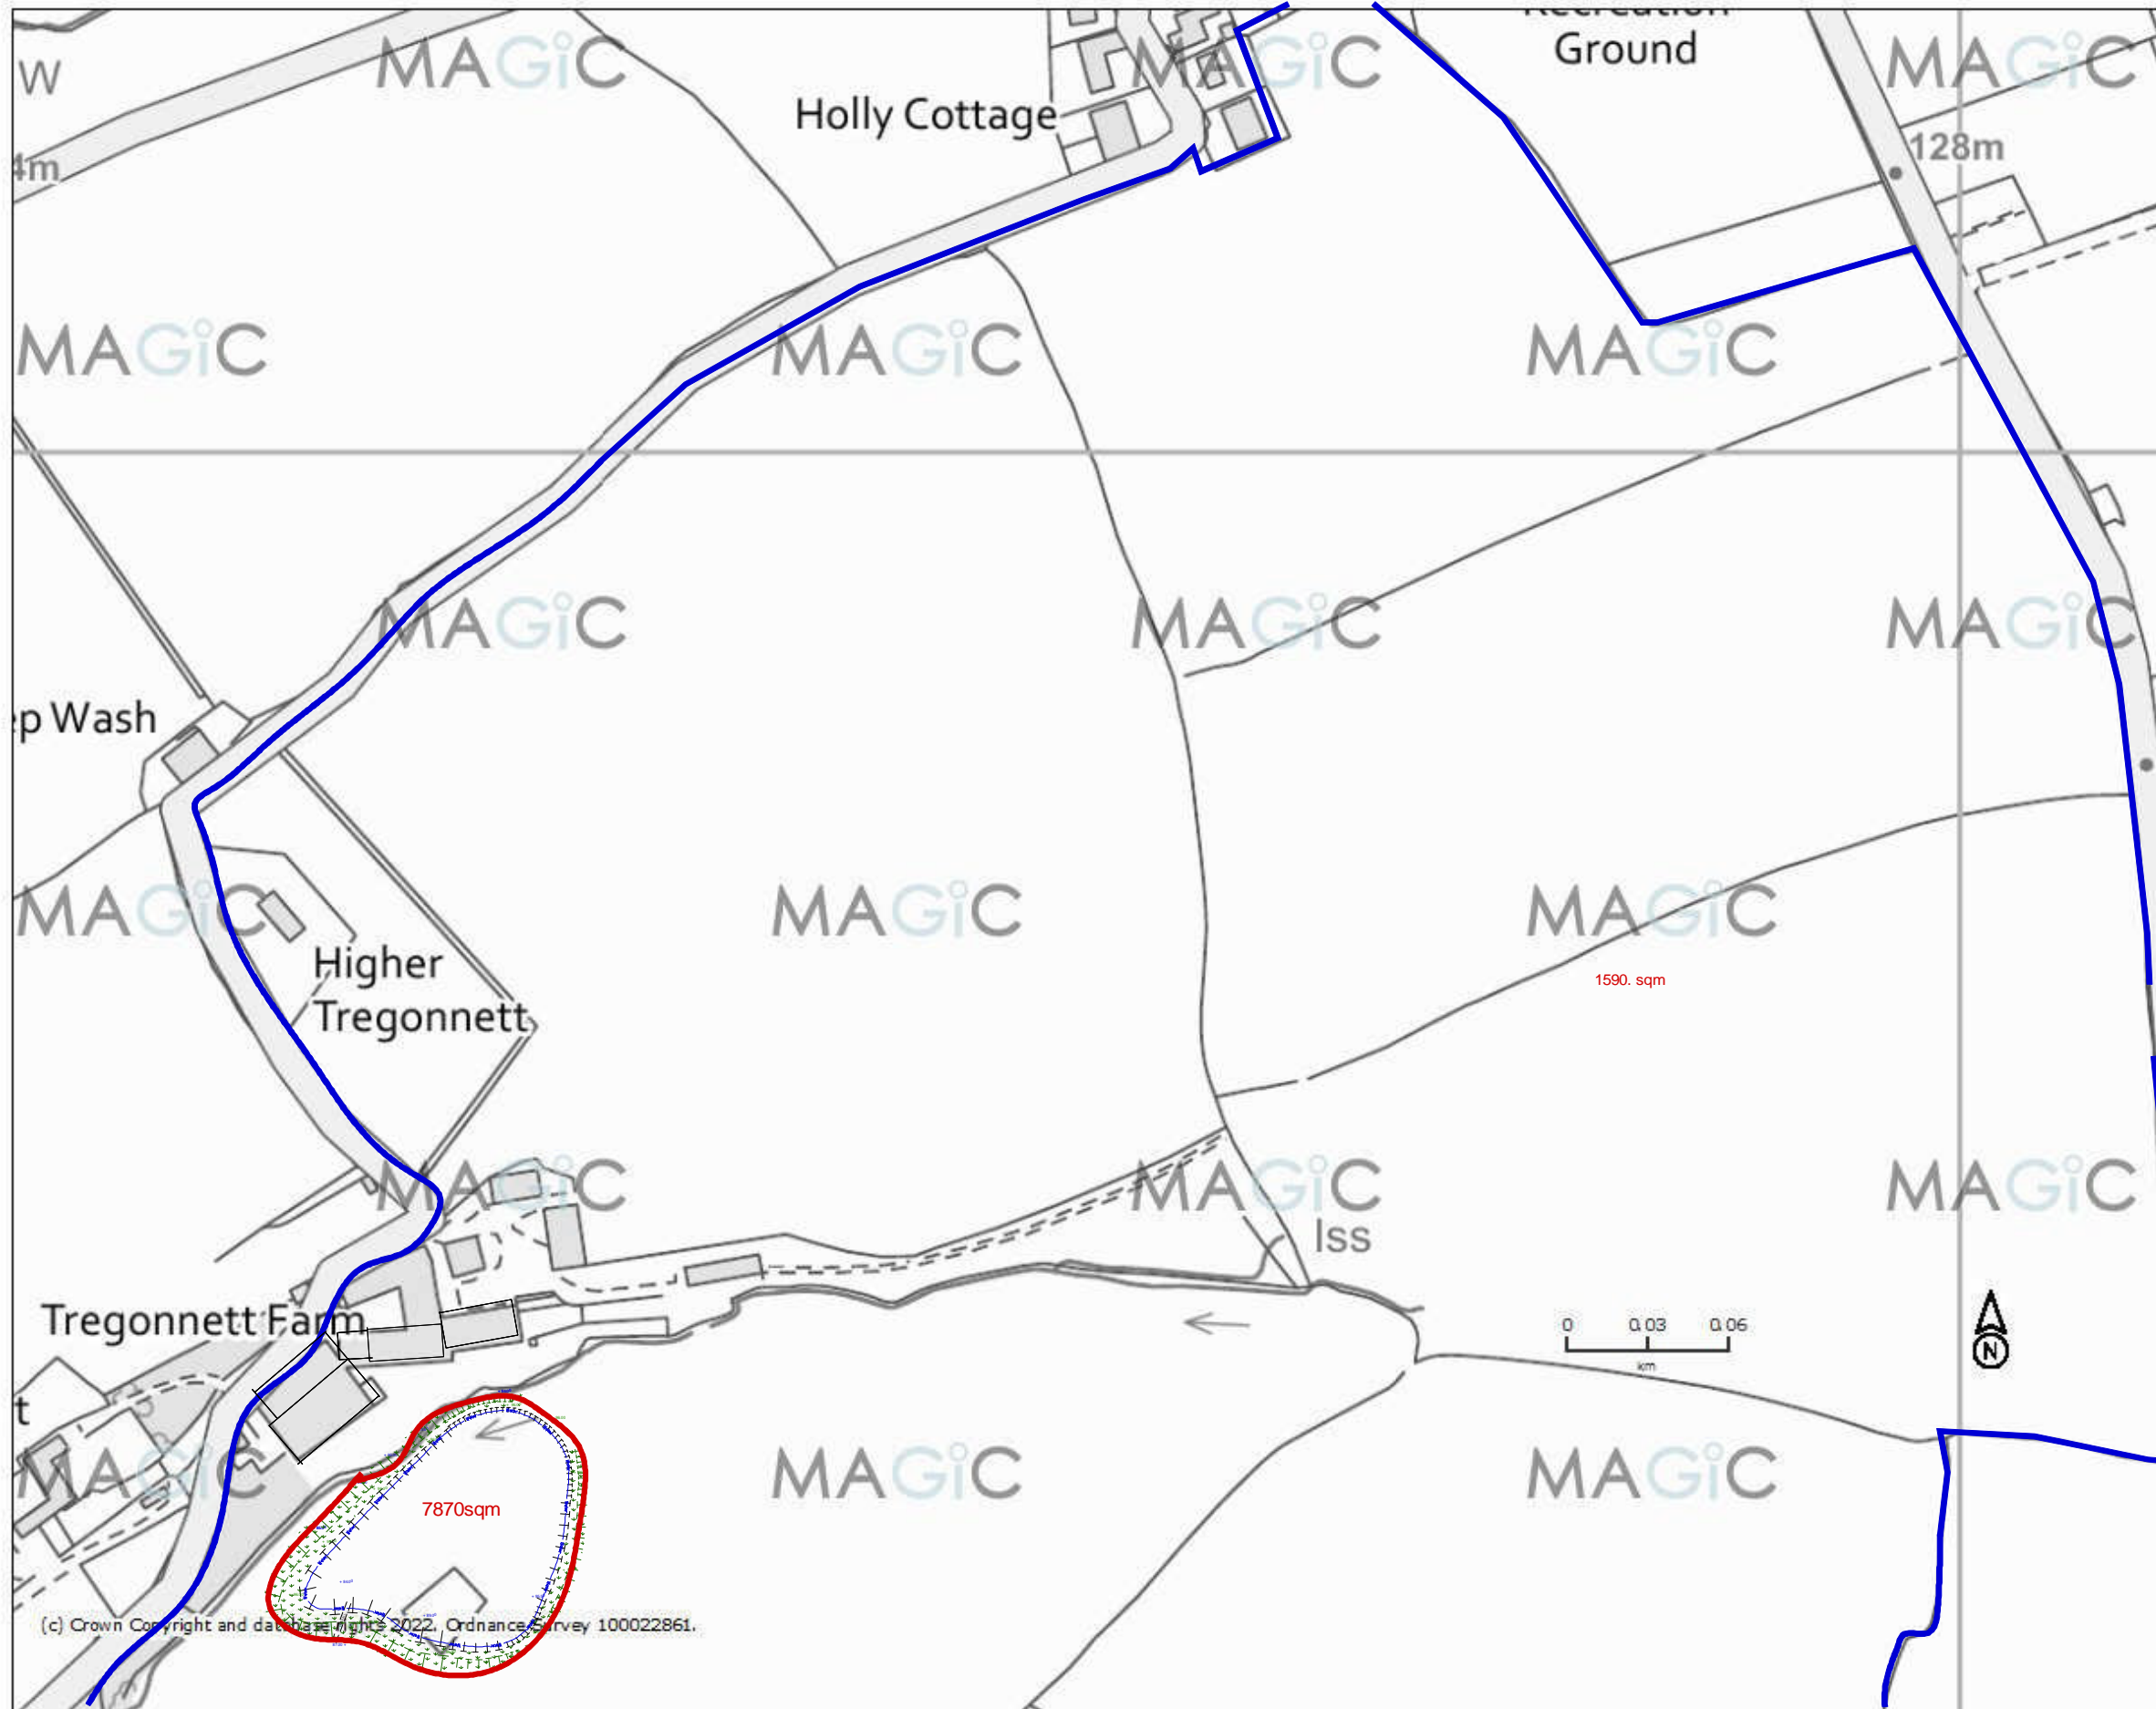 Ground
MAGiC
MAGiC
MAGiC
W
Holly Cottage
128m
4m
MAGiC
MAGiC
MAGiC
MAGiC
MAGiC
MAGiC
p Wash
MAGiC
MAGiC
MAGiC
Higher
Tregonnett
1590. sqm
MAGiC
MAGiC
MAGiC
Iss
Tregonnett Farm
0 0.03 0.06
km
N
t
MAGiC
MAGiC
MAGiC
7870sqm
(c) Crown Copyright and database rights 2022. Ordnance Survey 100022861.